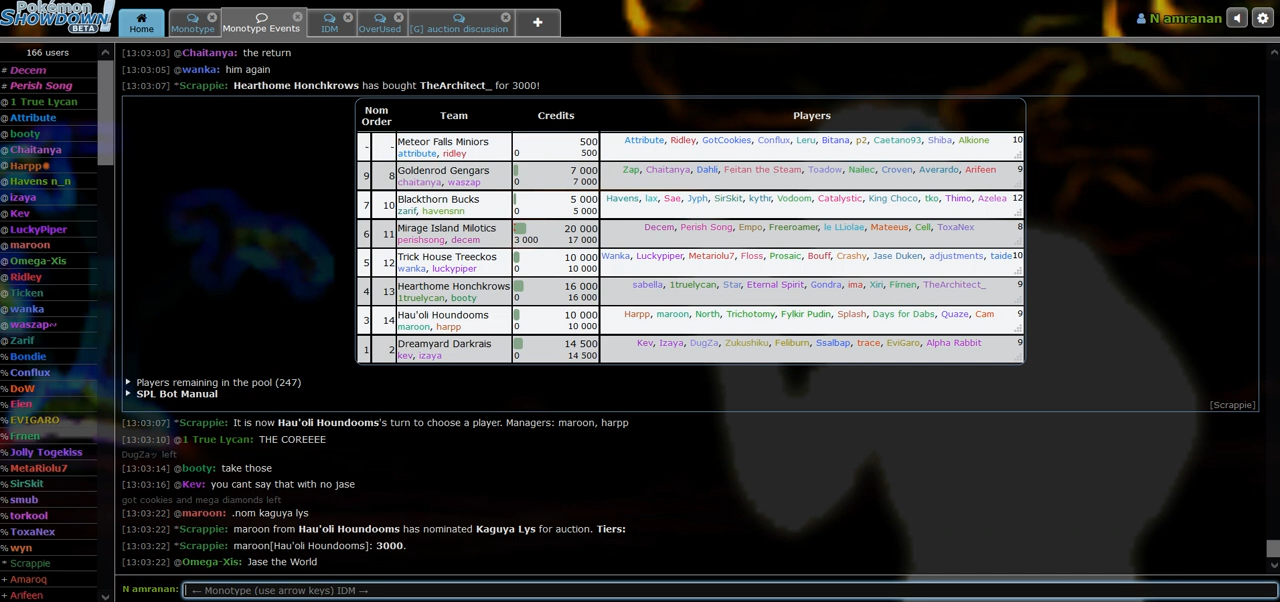 Pokémon
SHOWDOWN!
BETA
Home
Monotype
Monotype Events
IDM
OverUsed
[G] auction discussion
+
N amranan
166 users
# Decem
# Perish Song
@ 1 True Lycan
@ Attribute
@ booty
@ Chaitanya
@ Harpp
@ Havens n_n
@ izaya
@ Kev
@ LuckyPiper
@ maroon
@ Omega-Xis
@ Ridley
@ Ticken
@ wanka
@ waszap~
@ Zarif
% Bondie
% Conflux
% DoW
% Elen
% EVIGARO
% Frnen
% Jolly Togekiss
% MetaRiolu7
% SirSkit
% smub
% torkool
% ToxaNex
% wyn
* Scrappie
+ Amaroq
+ Arifeen
[13:03:03] @Chaitanya: the return
[13:03:05] @wanka: him again
[13:03:07] *Scrappie: Hearthome Honchkrows has bought TheArchitect_ for 3000!
Nom Order Team Credits Players
- - Meteor Falls Miniors 500 Attribute, Ridley, GotCookies, Conflux, Leru, Bitana, p2, Caetano93, Shiba, Alkione 10
attribute, ridley 0 500
9 8 Goldenrod Gengars 7 000 Zap, Chaitanya, Dahli, Feitan the Steam, Toadow, Nailec, Croven, Averardo, Arifeen 9
chaitanya, waszap 0 7 000
7 10 Blackthorn Bucks 5 000 Havens, lax, Sae, Jyph, SirSkit, kythr, Vodoom, Catalystic, King Choco, tko, Thimo, Azelea 12
zarif, havensnn 0 5 000
6 11 Mirage Island Milotics 20 000 Decem, Perish Song, Empo, Freeroamer, le LLiolae, Mateeus, Cell, ToxaNex 8
perishsong, decem 3 000 17 000
5 12 Trick House Treeckos 10 000 Wanka, Luckypiper, Metariolu7, Floss, Prosaic, Bouff, Crashy, Jase Duken, adjustments, taide 10
wanka, luckypiper 0 10 000
4 13 Hearthome Honchkrows 16 000 sabella, 1truelycan, Star, Eternal Spirit, Gondra, ima, Xiri, Fírnen, TheArchitect_ 9
1truelycan, booty 0 16 000
3 14 Hau'oli Houndooms 10 000 Harpp, maroon, North, Trichotomy, Fylkir Pudin, Splash, Days for Dabs, Quaze, Cam 9
maroon, harpp 0 10 000
1 2 Dreamyard Darkrais 14 500 Kev, Izaya, DugZa, Zukushiku, Feliburn, Ssalbap, trace, EviGaro, Alpha Rabbit 9
kev, izaya 0 14 500
Players remaining in the pool (247)
SPL Bot Manual
[Scrappie]
[13:03:07] *Scrappie: It is now Hau'oli Houndooms's turn to choose a player. Managers: maroon, harpp
[13:03:10] @1 True Lycan: THE COREEEE
DugZaッ left
[13:03:14] @booty: take those
[13:03:16] @Kev: you cant say that with no jase
got cookies and mega diamonds left
[13:03:22] @maroon: .nom kaguya lys
[13:03:22] *Scrappie: maroon from Hau'oli Houndooms has nominated Kaguya Lys for auction. Tiers:
[13:03:22] *Scrappie: maroon[Hau'oli Houndooms]: 3000.
[13:03:22] @Omega-Xis: Jase the World
N amranan: ← Monotype (use arrow keys) IDM →